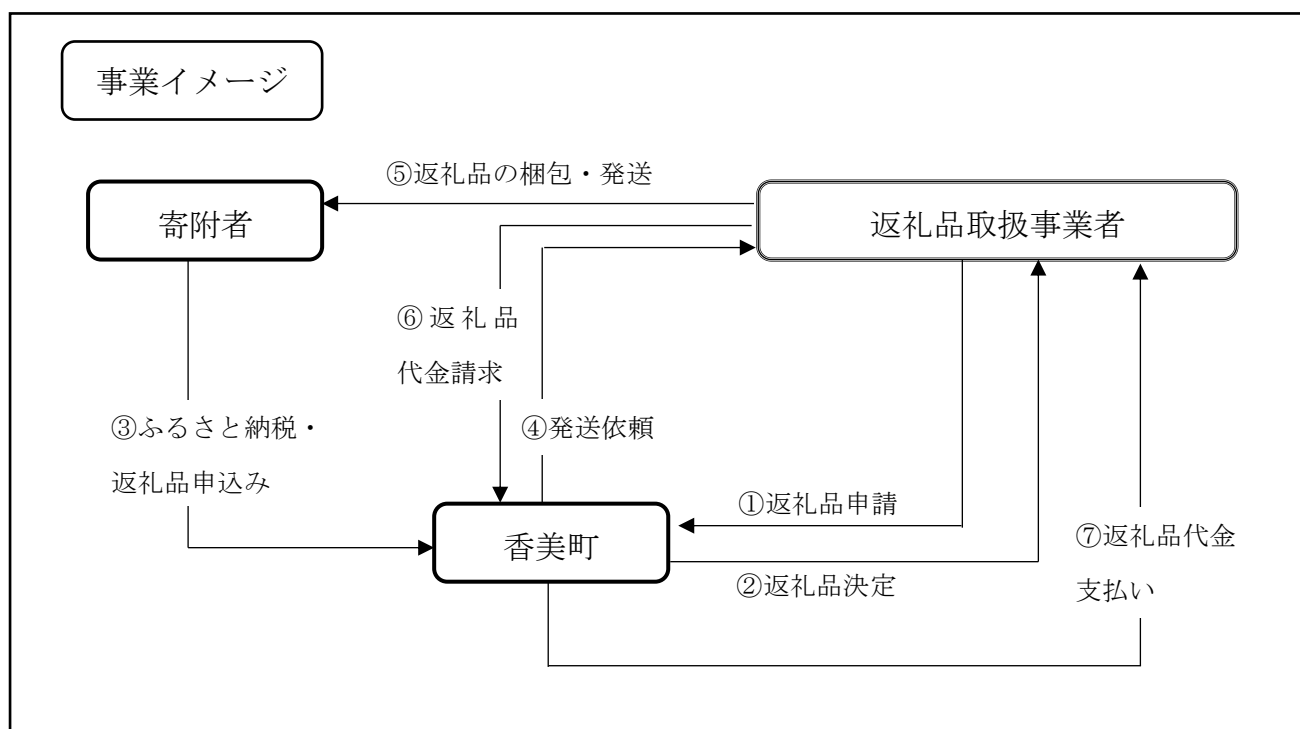 事業イメージ
⑤返礼品の梱包・発送
寄附者
返礼品取扱事業者
⑥返礼品
代金請求
③ふるさと納税・
返礼品申込み
④発送依頼
①返礼品申請
香美町
②返礼品決定
⑦返礼品代金
支払い